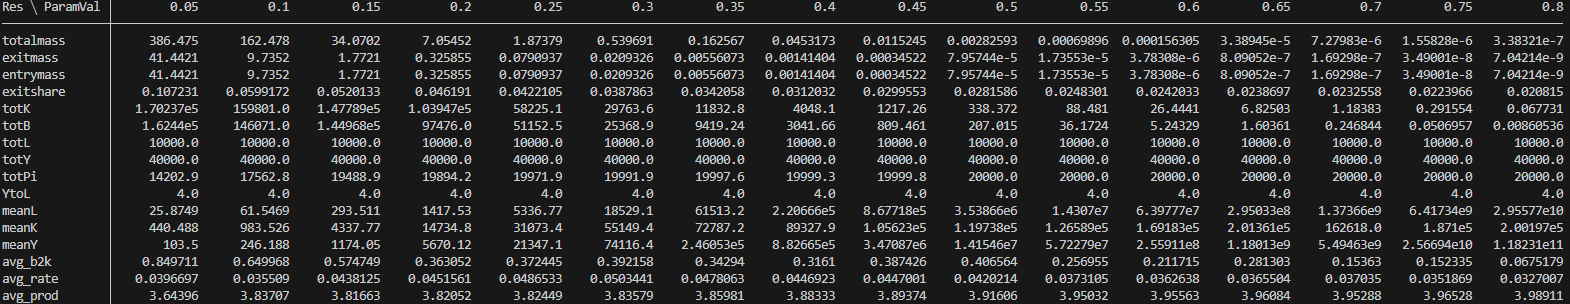 Res \ ParamVal 0.05 0.1 0.15 0.2 0.25 0.3 0.35 0.4 0.45 0.5 0.55 0.6 0.65 0.7 0.75 0.8
totalmass 386.475 162.478 34.0702 7.05452 1.87379 0.539691 0.162567 0.0453173 0.0115245 0.00282593 0.00069896 0.000156305 3.38945e-5 7.27983e-6 1.55828e-6 3.38321e-7
exitmass 41.4421 9.7352 1.7721 0.325855 0.0790937 0.0209326 0.00556073 0.00141404 0.00034522 7.95744e-5 1.73553e-5 3.78308e-6 8.09052e-7 1.69298e-7 3.49001e-8 7.04214e-9
entrymass 41.4421 9.7352 1.7721 0.325855 0.0790937 0.0209326 0.00556073 0.00141404 0.00034522 7.95744e-5 1.73553e-5 3.78308e-6 8.09052e-7 1.69298e-7 3.49001e-8 7.04214e-9
exitshare 0.107231 0.0599172 0.0520133 0.046191 0.0422105 0.0387863 0.0342058 0.0312032 0.0299553 0.0281586 0.0248301 0.0242033 0.0238697 0.0232558 0.0223966 0.020815
totK 1.70237e5 159801.0 1.47789e5 1.03947e5 58225.1 29763.6 11832.8 4048.1 1217.26 338.372 88.481 26.4441 6.82503 1.18383 0.291554 0.067731
totB 1.6244e5 146071.0 1.44968e5 97476.0 51152.5 25368.9 9419.24 3041.66 809.461 207.015 36.1724 5.24329 1.60361 0.246844 0.0506957 0.00860536
totL 10000.0 10000.0 10000.0 10000.0 10000.0 10000.0 10000.0 10000.0 10000.0 10000.0 10000.0 10000.0 10000.0 10000.0 10000.0 10000.0
totY 40000.0 40000.0 40000.0 40000.0 40000.0 40000.0 40000.0 40000.0 40000.0 40000.0 40000.0 40000.0 40000.0 40000.0 40000.0 40000.0
totPi 14202.9 17562.8 19488.9 19894.2 19971.9 19991.9 19997.6 19999.3 19999.8 20000.0 20000.0 20000.0 20000.0 20000.0 20000.0 20000.0
YtoL 4.0 4.0 4.0 4.0 4.0 4.0 4.0 4.0 4.0 4.0 4.0 4.0 4.0 4.0 4.0 4.0
meanL 25.8749 61.5469 293.511 1417.53 5336.77 18529.1 61513.2 2.20666e5 8.67718e5 3.53866e6 1.4307e7 6.39777e7 2.95033e8 1.37366e9 6.41734e9 2.95577e10
meanK 440.488 983.526 4337.77 14734.8 31073.4 55149.4 72787.2 89327.9 1.05623e5 1.19738e5 1.26589e5 1.69183e5 2.01361e5 162618.0 1.871e5 2.00197e5
meanY 103.5 246.188 1174.05 5670.12 21347.1 74116.4 2.46053e5 8.82665e5 3.47087e6 1.41546e7 5.72279e7 2.55911e8 1.18013e9 5.49463e9 2.56694e10 1.18231e11
avg_b2k 0.849711 0.649968 0.574749 0.363052 0.372445 0.392158 0.34294 0.3161 0.387426 0.406564 0.256955 0.211715 0.281303 0.15363 0.152335 0.0675179
avg_rate 0.0396697 0.035509 0.0438125 0.0451561 0.0486533 0.0503441 0.0478063 0.0446923 0.0447001 0.0420214 0.0373105 0.0362638 0.0365504 0.037035 0.0351869 0.0327007
avg_prod 3.64396 3.83707 3.81663 3.82052 3.82449 3.83579 3.85981 3.88333 3.89374 3.91606 3.95032 3.95563 3.96084 3.95288 3.96528 3.98911